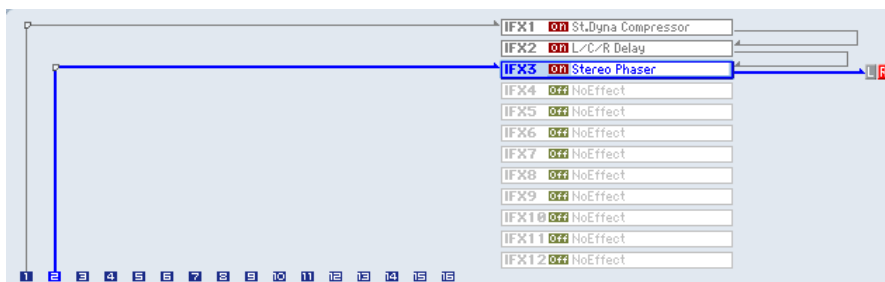 IFX1 On St.Dyna Compressor
IFX2 On L/C/R Delay
IFX3 On Stereo Phaser
L R
IFX4 Off NoEffect
IFX5 Off NoEffect
IFX6 Off NoEffect
IFX7 Off NoEffect
IFX8 Off NoEffect
IFX9 Off NoEffect
IFX10 Off NoEffect
IFX11 Off NoEffect
IFX12 Off NoEffect
1 2 3 4 5 6 7 8 9 10 11 12 13 14 15 16